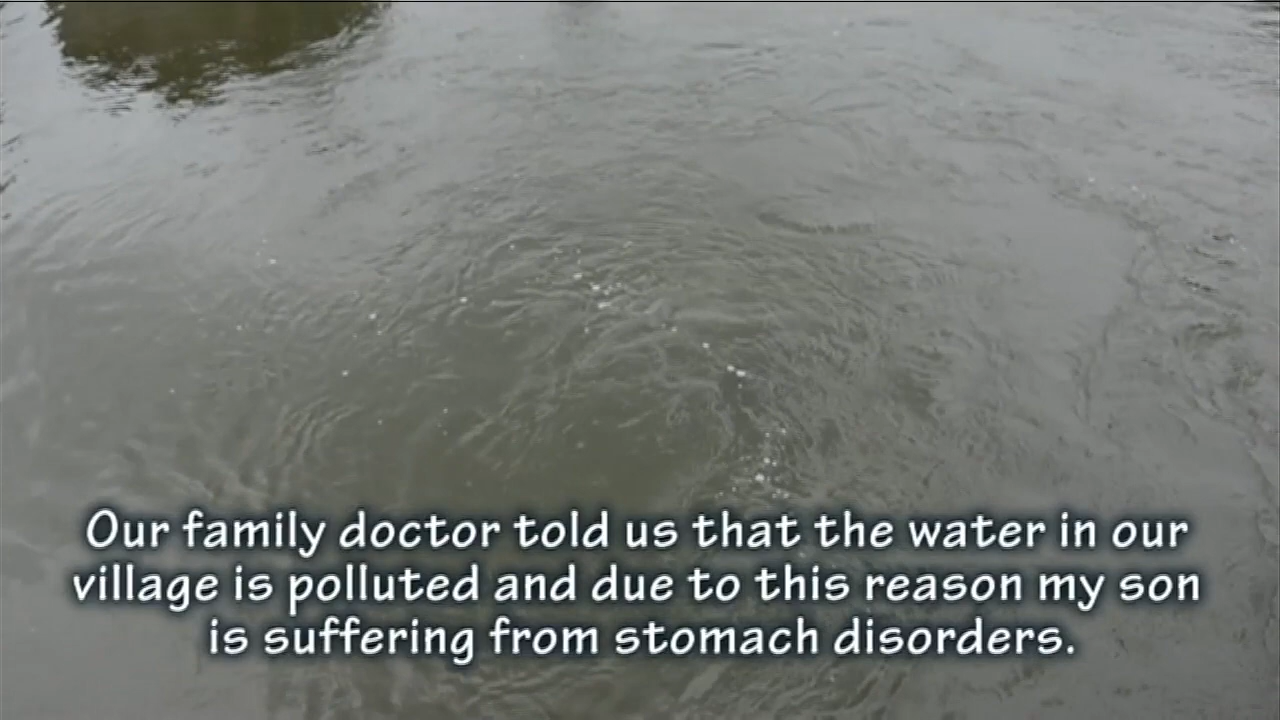 Our family doctor told us that the water in our
village is polluted and due to this reason my son
is suffering from stomach disorders.